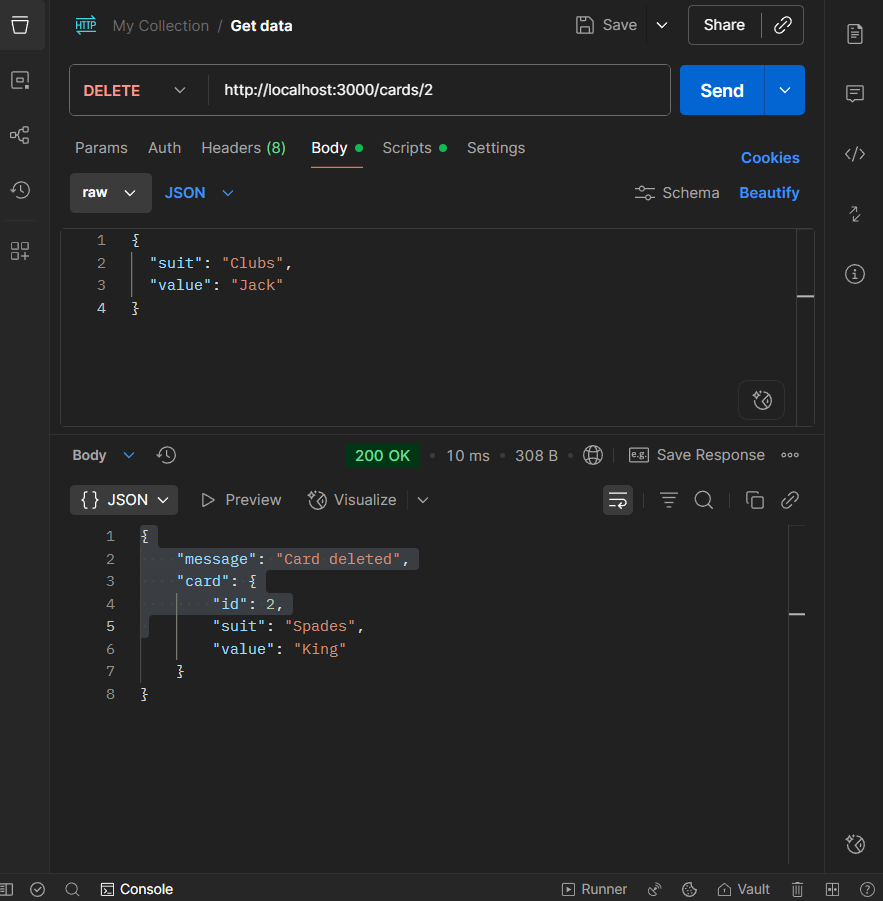 HTTP My Collection / Get data Save Share
DELETE http://localhost:3000/cards/2 Send
Params Auth Headers (8) Body Scripts Settings Cookies
raw JSON Schema Beautify
1 {
2 "suit": "Clubs",
3 "value": "Jack"
4 }
Body 200 OK • 10 ms • 308 B • e.g. Save Response
{} JSON Preview Visualize
1 {
2 "message": "Card deleted",
3 "card": {
4 "id": 2,
5 "suit": "Spades",
6 "value": "King"
7 }
8 }
Console Runner Vault